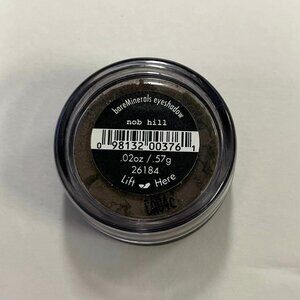 bareMinerals eyeshadow
nob hill
0 98132 00376 1
.02oz/.57g
26184
Lift Here